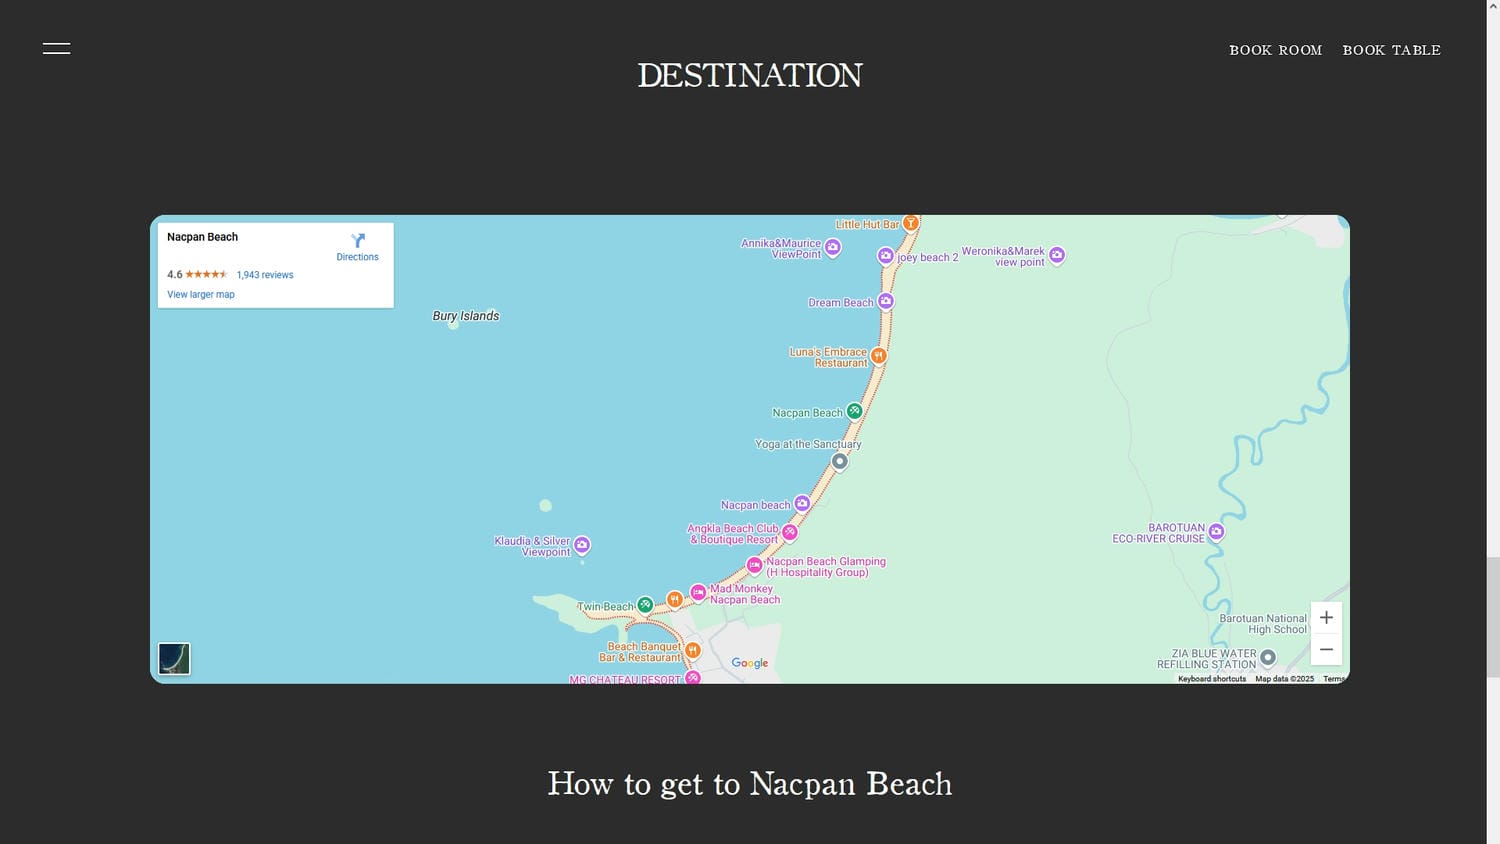 BOOK ROOM
BOOK TABLE
DESTINATION
Nacpan Beach
Directions
4.6
1,943 reviews
View larger map
Bury Islands
Little Hut Bar
Annika&Maurice
ViewPoint
joey beach 2
Weronika&Marek
view point
Dream Beach
Luna's Embrace
Restaurant
Nacpan Beach
Yoga at the Sanctuary
Nacpan beach
Angkla Beach Club
& Boutique Resort
Klaudia & Silver
Viewpoint
BAROTUAN
ECO-RIVER CRUISE
Nacpan Beach Glamping
(H Hospitality Group)
Mad Monkey
Nacpan Beach
Twin Beach
Barotuan National
High School
Beach Banquet
Bar & Restaurant
ZIA BLUE WATER
REFILLING STATION
MG CHATEAU RESORT
Google
Keyboard shortcuts
Map data ©2025
Terms
How to get to Nacpan Beach